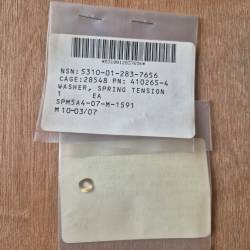 *5310012837656*
NSN:5310-01-283-7656
CAGE:28548 PN: 410265-4
WASHER, SPRING TENSION
1 EA
SPM5A4-07-M-1591
M10-03/07